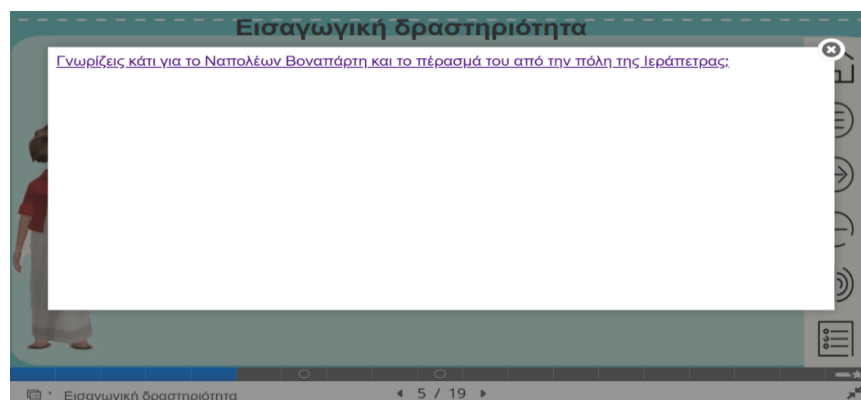 Εισαγωγική δραστηριότητα
Γνωρίζεις κάτι για το Ναπολέων Βοναπάρτη και το πέρασμά του από την πόλη της Ιεράπετρας;
Εισαγωγική δραστηριότητα
5 / 19